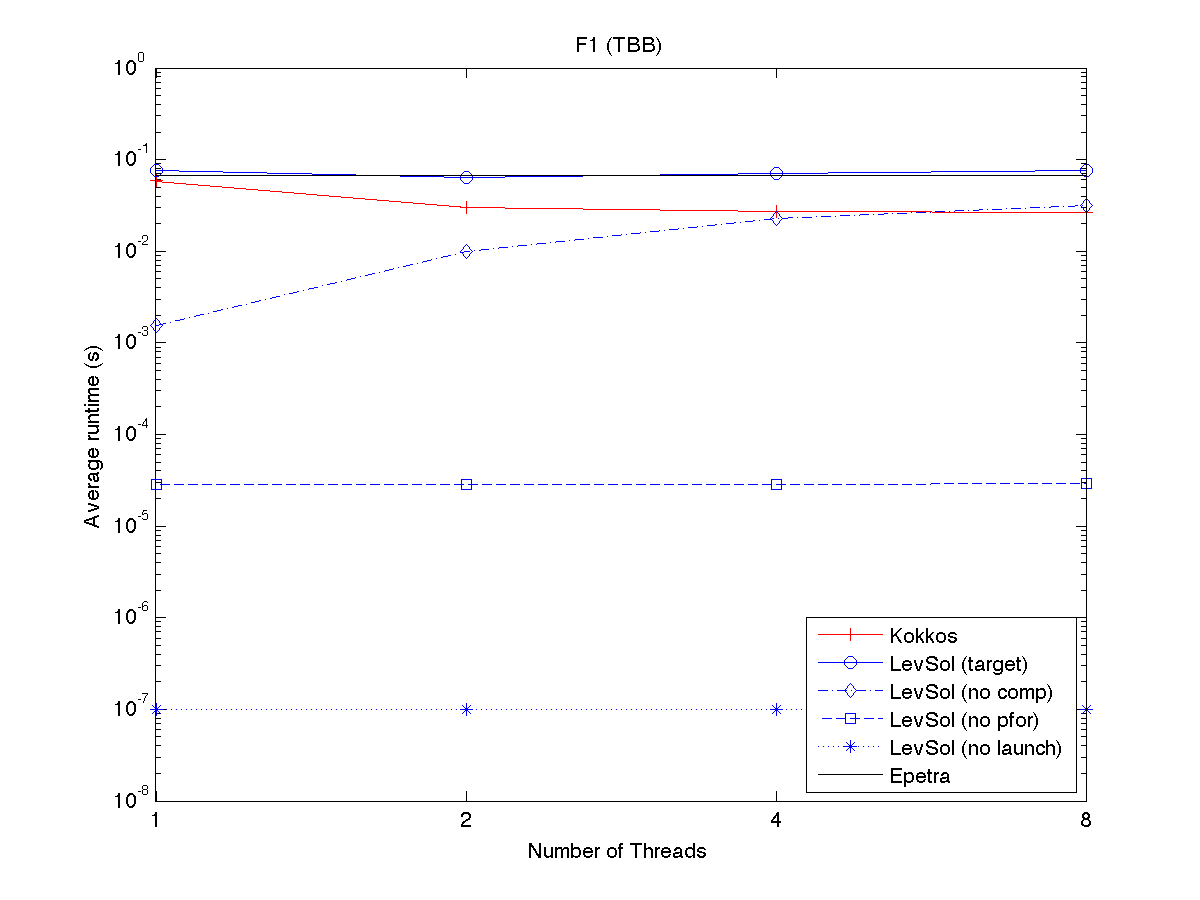 F1 (TBB)
10^0
10^-1
10^-2
10^-3
10^-4
10^-5
10^-6
10^-7
10^-8
Average runtime (s)
1 2 4 8
Number of Threads
Kokkos
LevSol (target)
LevSol (no comp)
LevSol (no pfor)
LevSol (no launch)
Epetra